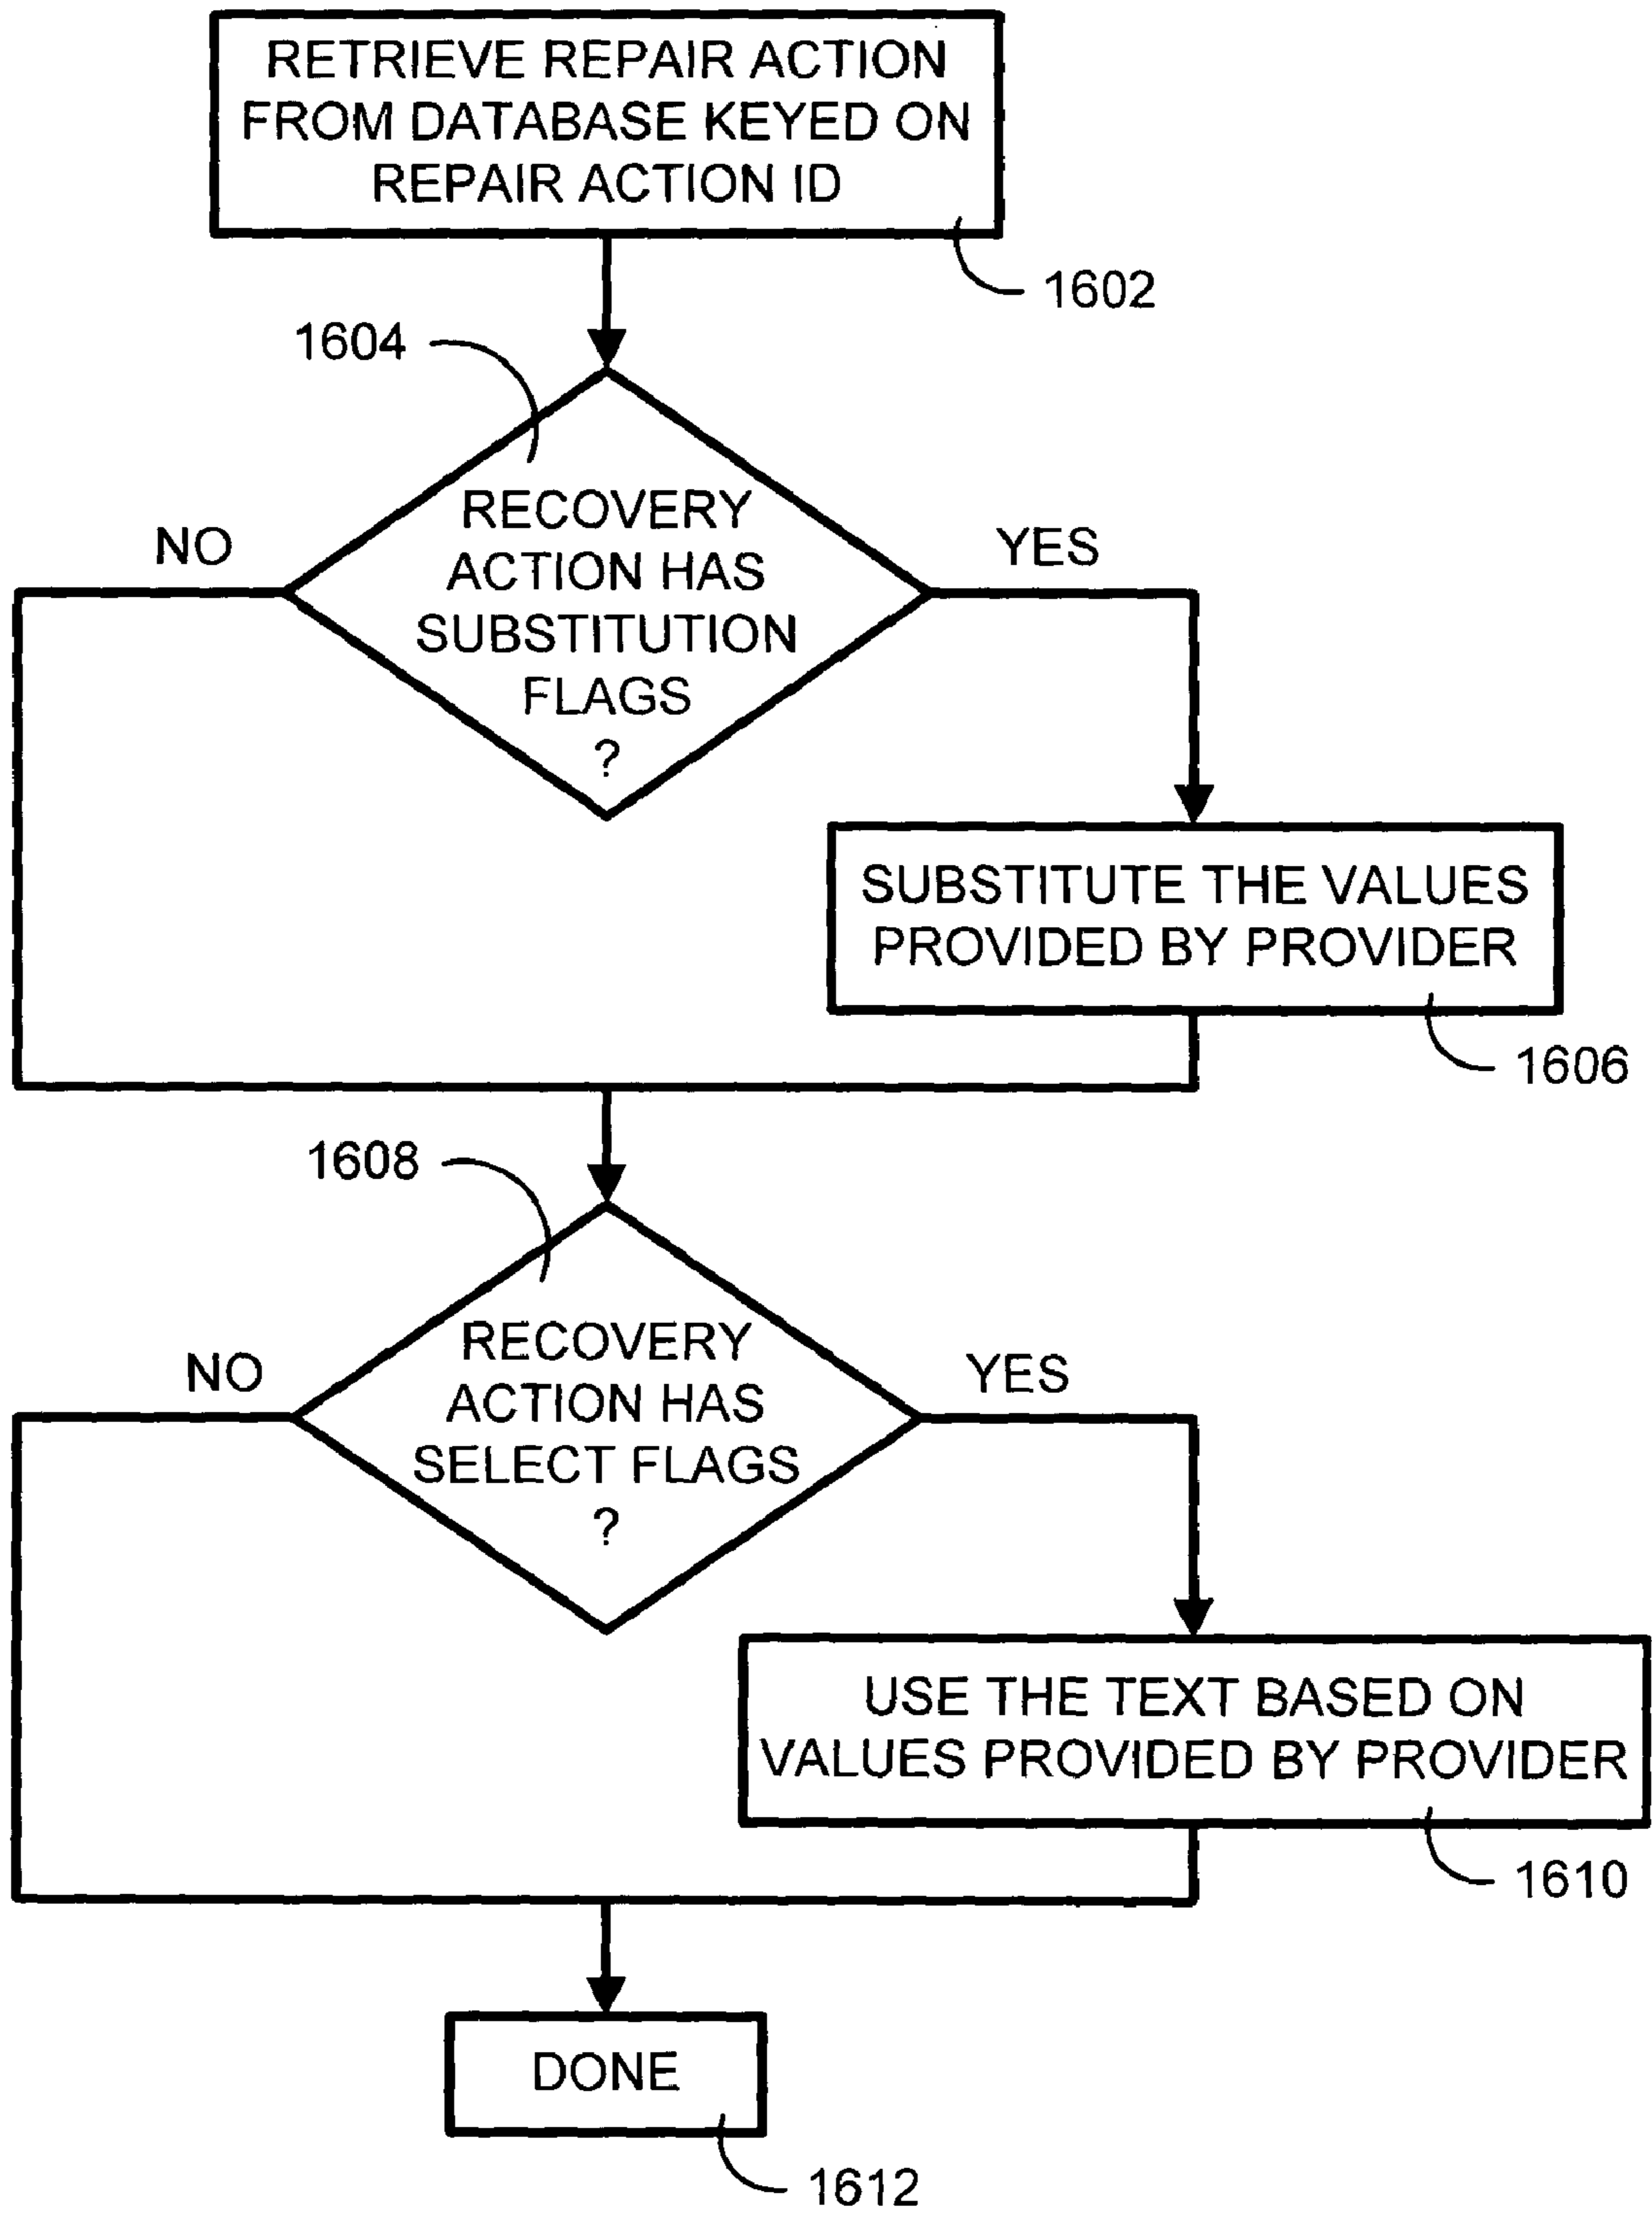 RETRIEVE REPAIR ACTION
FROM DATABASE KEYED ON
REPAIR ACTION ID
1602
1604
RECOVERY
ACTION HAS
SUBSTITUTION
FLAGS
?
NO
YES
SUBSTITUTE THE VALUES
PROVIDED BY PROVIDER
1606
1608
RECOVERY
ACTION HAS
SELECT FLAGS
?
NO
YES
USE THE TEXT BASED ON
VALUES PROVIDED BY PROVIDER
1610
DONE
1612